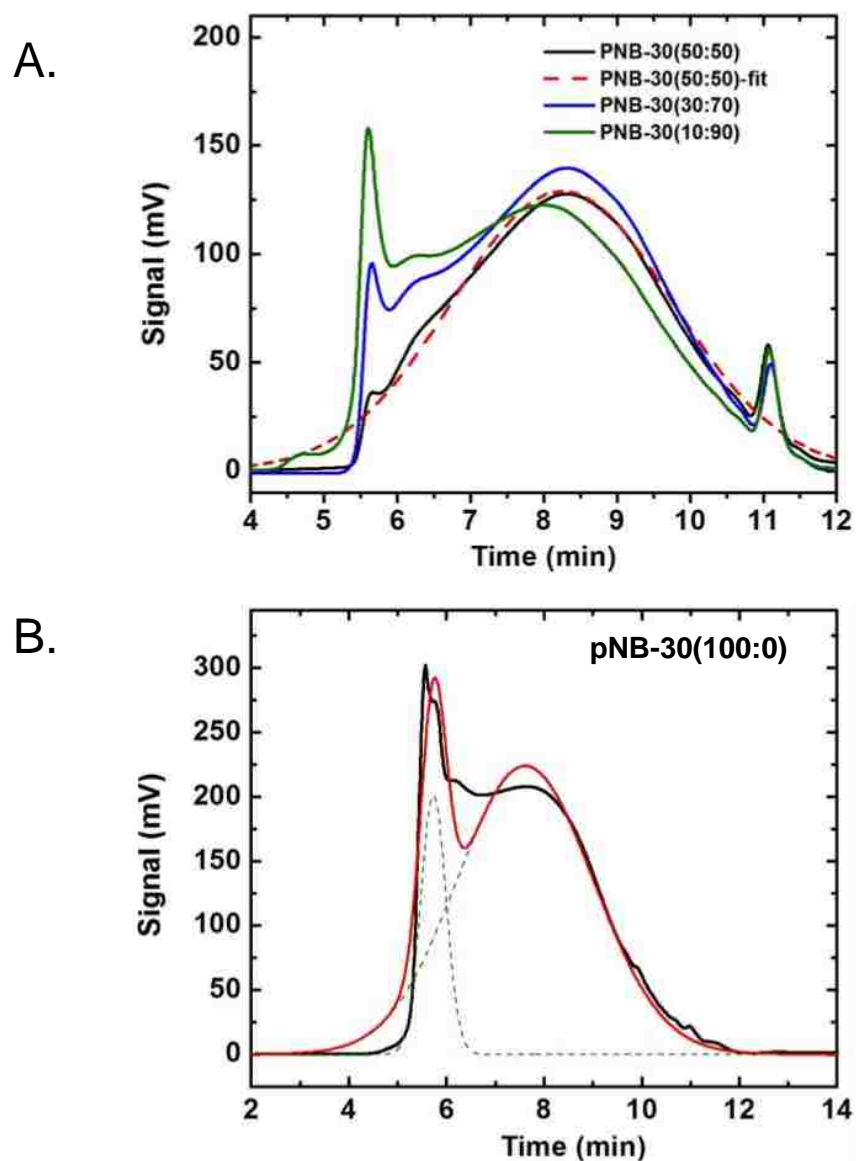 A.
200
150
100
50
0
Signal (mV)
PNB-30(50:50)
PNB-30(50:50)-fit
PNB-30(30:70)
PNB-30(10:90)
4 5 6 7 8 9 10 11 12
Time (min)
B.
pNB-30(100:0)
300
250
200
150
100
50
0
Signal (mV)
2 4 6 8 10 12 14
Time (min)